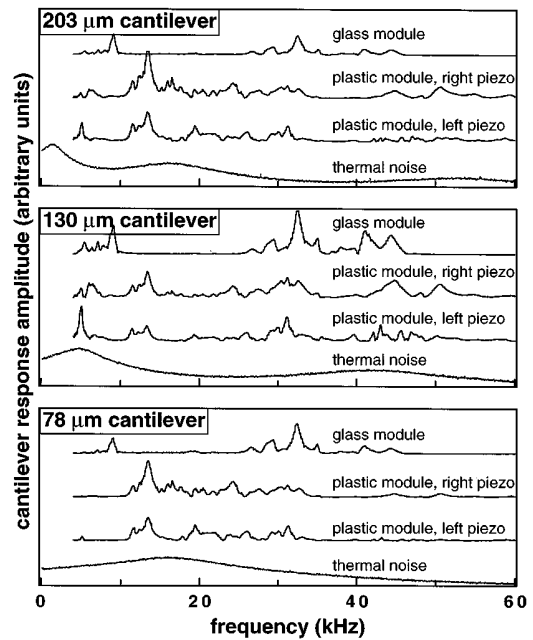 203 μm cantilever
glass module
plastic module, right piezo
plastic module, left piezo
thermal noise
130 μm cantilever
glass module
plastic module, right piezo
plastic module, left piezo
thermal noise
78 μm cantilever
glass module
plastic module, right piezo
plastic module, left piezo
thermal noise
cantilever response amplitude (arbitrary units)
0 20 40 60
frequency (kHz)